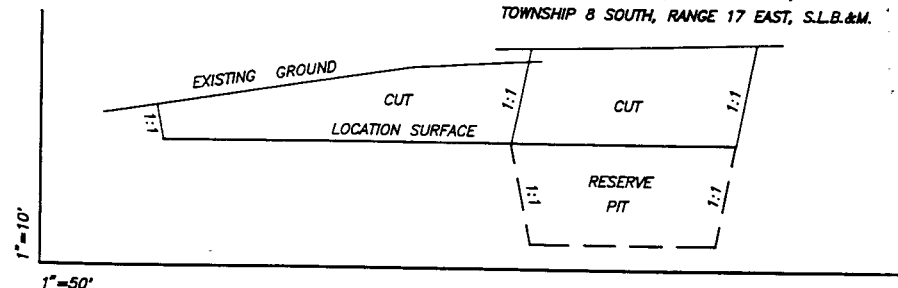 TOWNSHIP 8 SOUTH, RANGE 17 EAST, S.L.B.&M.
EXISTING GROUND
CUT
1:1
CUT
1:1
1:1
LOCATION SURFACE
RESERVE
PIT
1:1
1:1
1"=10'
1"=50'